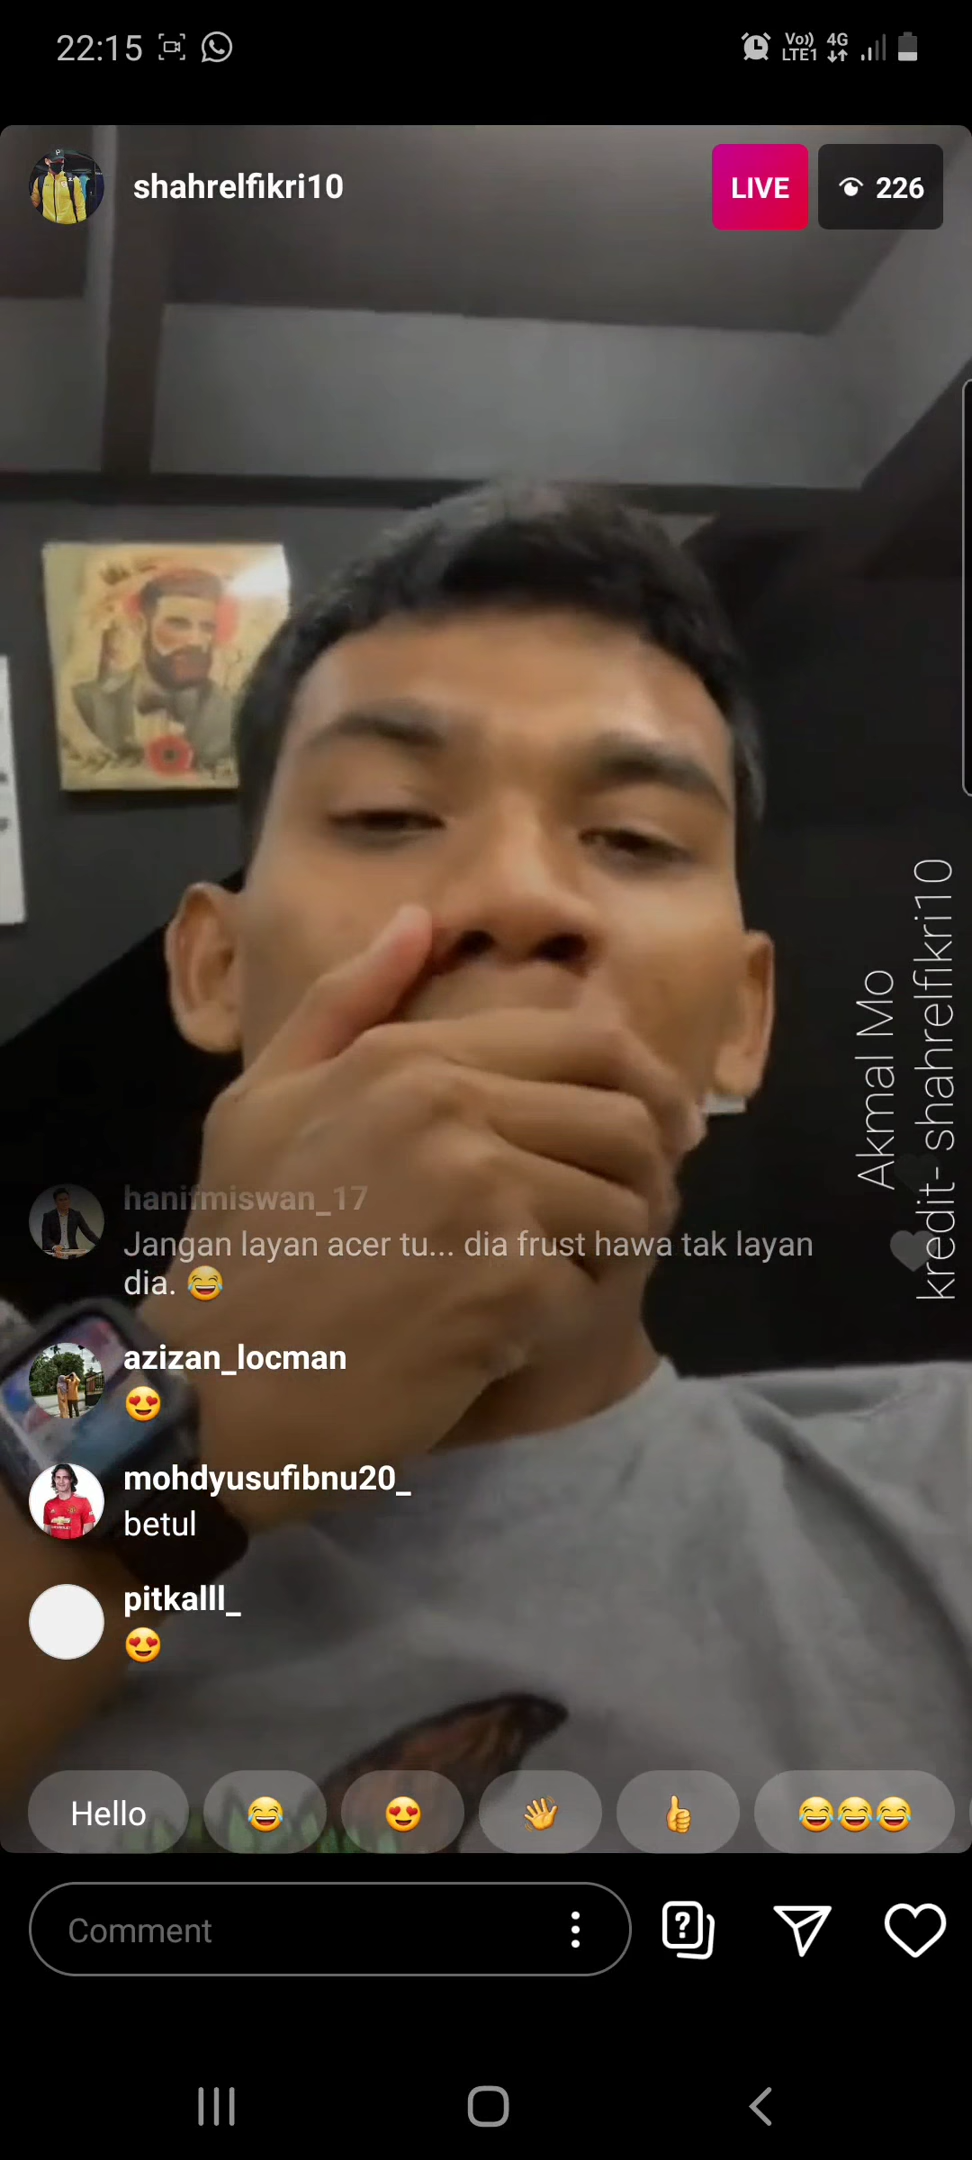 22:15
Vo))
LTE1
4G
shahrelfikri10
LIVE
226
Akmal Mo
kredit- shahrelfikri10
hanifmiswan_17
Jangan layan acer tu... dia frust hawa tak layan
dia. 😂
azizan_locman
😍
mohdyusufibnu20_
betul
pitkalll_
😍
Hello
😂
😍
👋
👍
😂😂😂
Comment